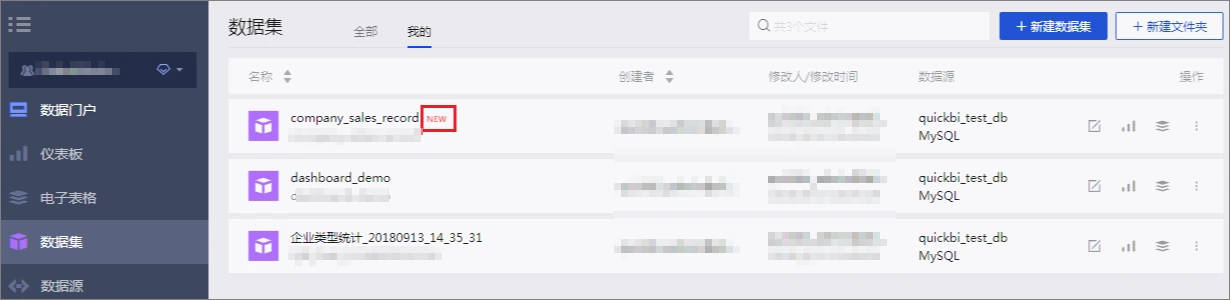 数据集
全部
我的
共3个文件
+ 新建数据集
+ 新建文件夹
数据门户
仪表板
电子表格
数据集
数据源
名称
创建者
修改人/修改时间
数据源
操作
company_sales_record NEW
quickbi_test_db
MySQL
dashboard_demo
quickbi_test_db
MySQL
企业类型统计_20180913_14_35_31
quickbi_test_db
MySQL